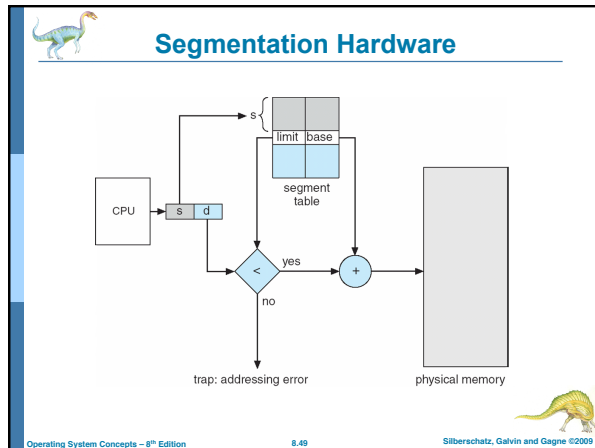 Segmentation Hardware
s
limit base
segment
table
CPU
s d
<
yes
+
no
trap: addressing error
physical memory
Operating System Concepts – 8th Edition
8.49
Silberschatz, Galvin and Gagne ©2009